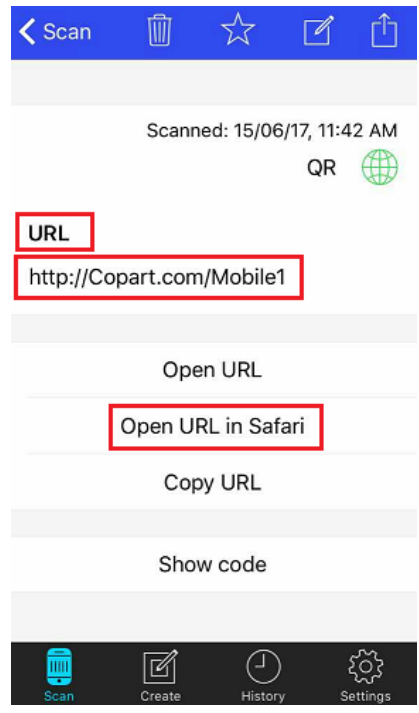 Scan
Scanned: 15/06/17, 11:42 AM
QR
URL
http://Copart.com/Mobile1
Open URL
Open URL in Safari
Copy URL
Show code
Scan Create History Settings